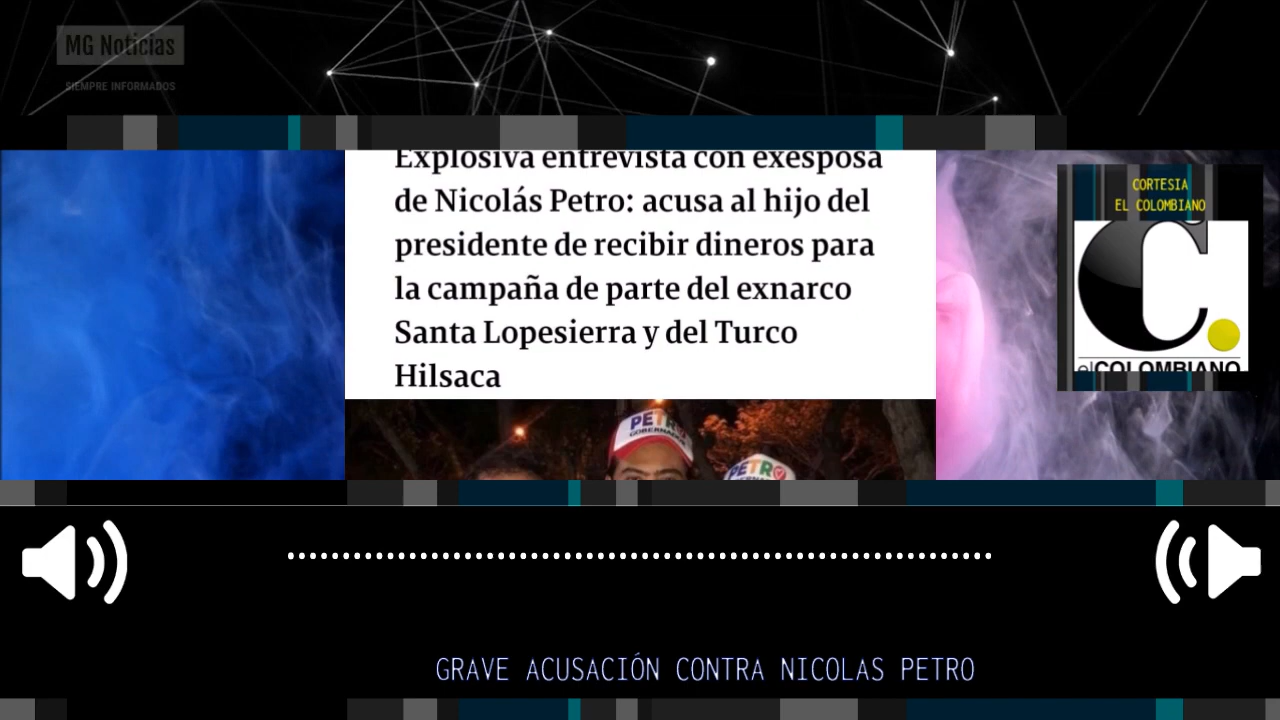 MG Noticias
SIEMPRE INFORMADOS
CORTESIA
EL COLOMBIANO
Explosiva entrevista con exesposa
de Nicolás Petro: acusa al hijo del
presidente de recibir dineros para
la campaña de parte del exnarco
Santa Lopesierra y del Turco
Hilsaca
C.
elCOLOMBIANO
PETRO
GOBERNADOR
PETRO
GRAVE ACUSACIÓN CONTRA NICOLAS PETRO